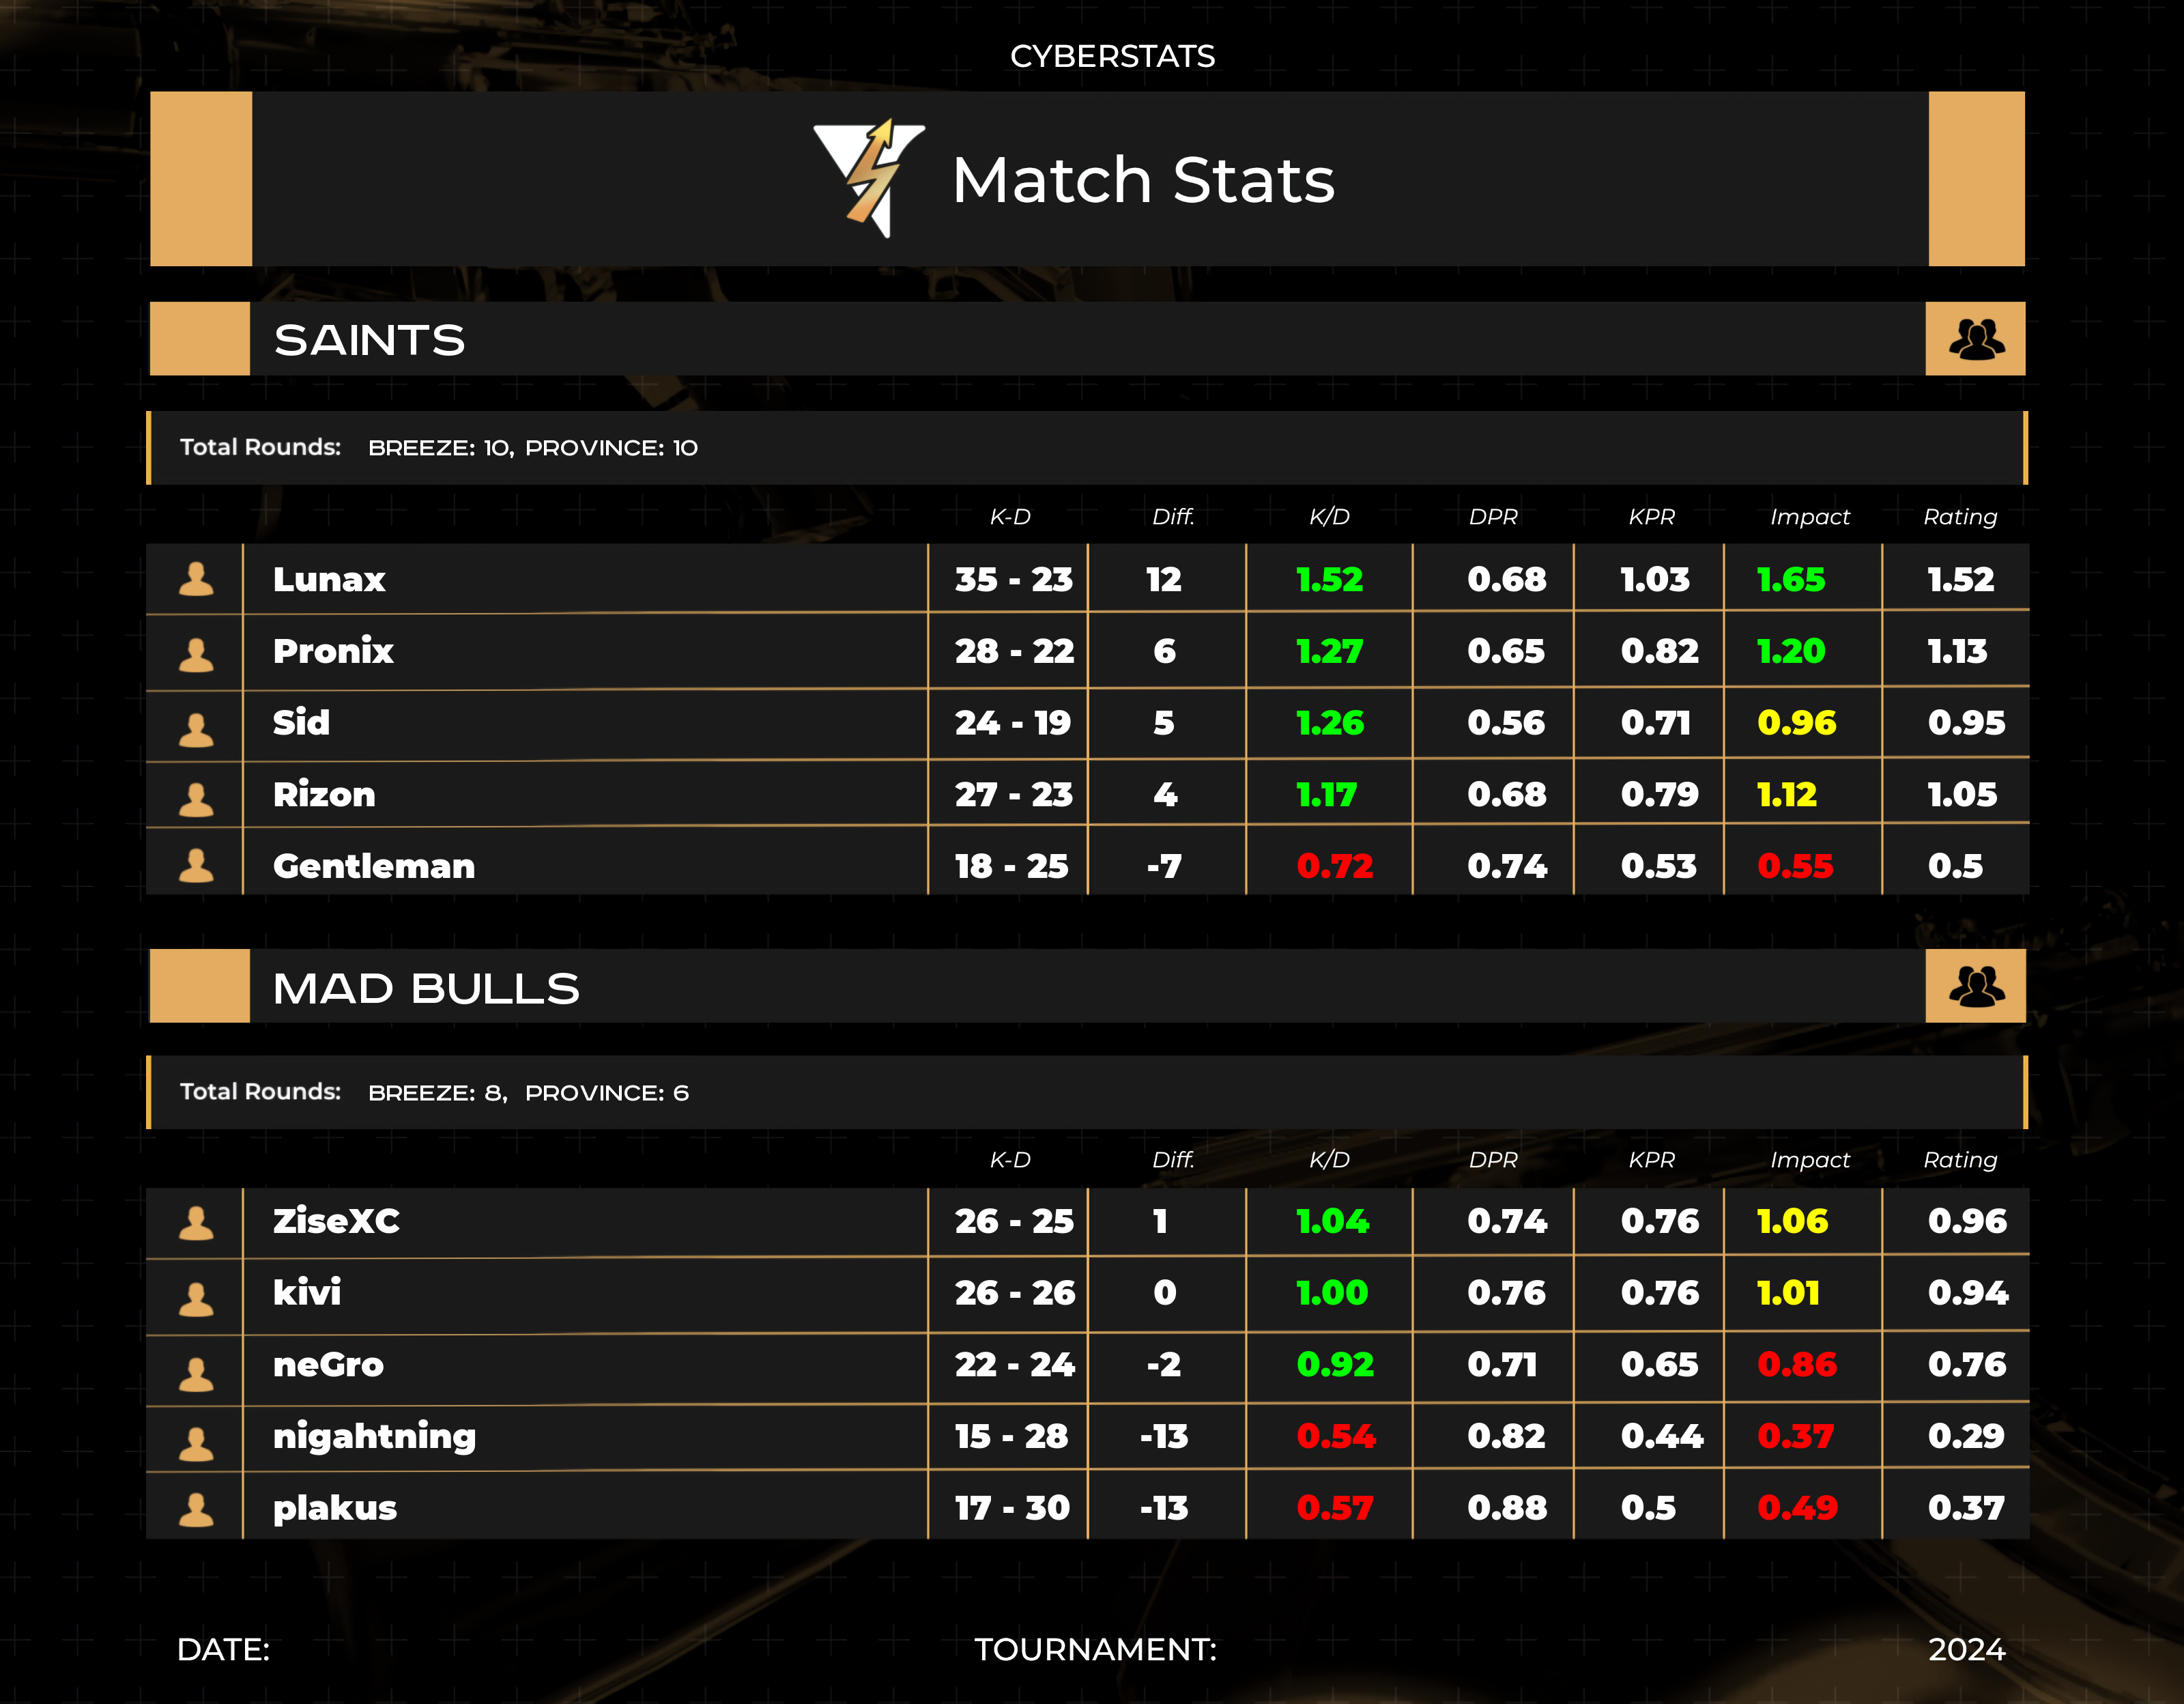 CYBERSTATS
Match Stats
SAINTS
Total Rounds: BREEZE: 10, PROVINCE: 10
K-D Diff. K/D DPR KPR Impact Rating
Lunax 35 - 23 12 1.52 0.68 1.03 1.65 1.52
Pronix 28 - 22 6 1.27 0.65 0.82 1.20 1.13
Sid 24 - 19 5 1.26 0.56 0.71 0.96 0.95
Rizon 27 - 23 4 1.17 0.68 0.79 1.12 1.05
Gentleman 18 - 25 -7 0.72 0.74 0.53 0.55 0.5
MAD BULLS
Total Rounds: BREEZE: 8, PROVINCE: 6
K-D Diff. K/D DPR KPR Impact Rating
ZiseXC 26 - 25 1 1.04 0.74 0.76 1.06 0.96
kivi 26 - 26 0 1.00 0.76 0.76 1.01 0.94
neGro 22 - 24 -2 0.92 0.71 0.65 0.86 0.76
nigahtning 15 - 28 -13 0.54 0.82 0.44 0.37 0.29
plakus 17 - 30 -13 0.57 0.88 0.5 0.49 0.37
DATE: TOURNAMENT: 2024